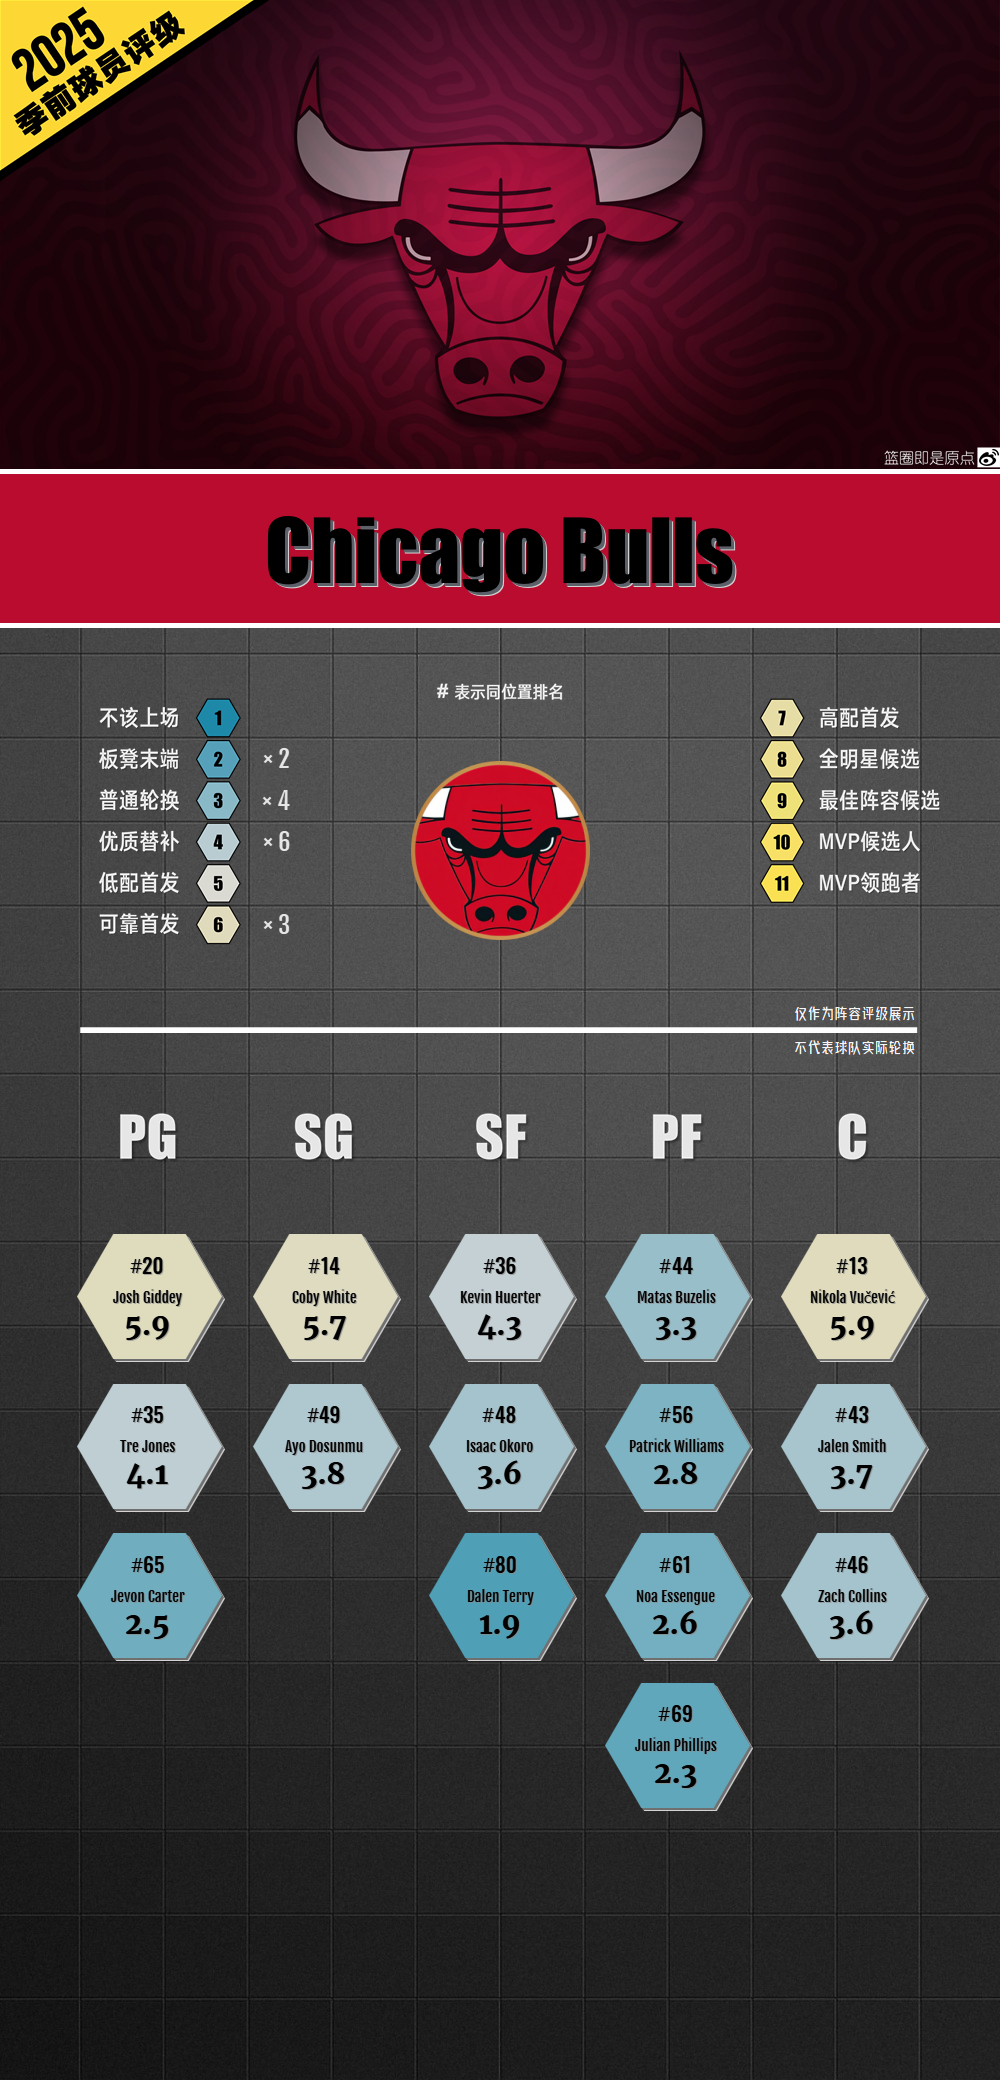 2025
季前球员评级
篮圈即是原点
Chicago Bulls
# 表示同位置排名
不该上场 1
板凳末端 2 × 2
普通轮换 3 × 4
优质替补 4 × 6
低配首发 5
可靠首发 6 × 3
7 高配首发
8 全明星候选
9 最佳阵容候选
10 MVP候选人
11 MVP领跑者
仅作为阵容评级展示
不代表球队实际轮换
PG SG SF PF C
#20 #14 #36 #44 #13
Josh Giddey Coby White Kevin Huerter Matas Buzelis Nikola Vučević
5.9 5.7 4.3 3.3 5.9
#35 #49 #48 #56 #43
Tre Jones Ayo Dosunmu Isaac Okoro Patrick Williams Jalen Smith
4.1 3.8 3.6 2.8 3.7
#65 #80 #61 #46
Jevon Carter Dalen Terry Noa Essengue Zach Collins
2.5 1.9 2.6 3.6
#69
Julian Phillips
2.3